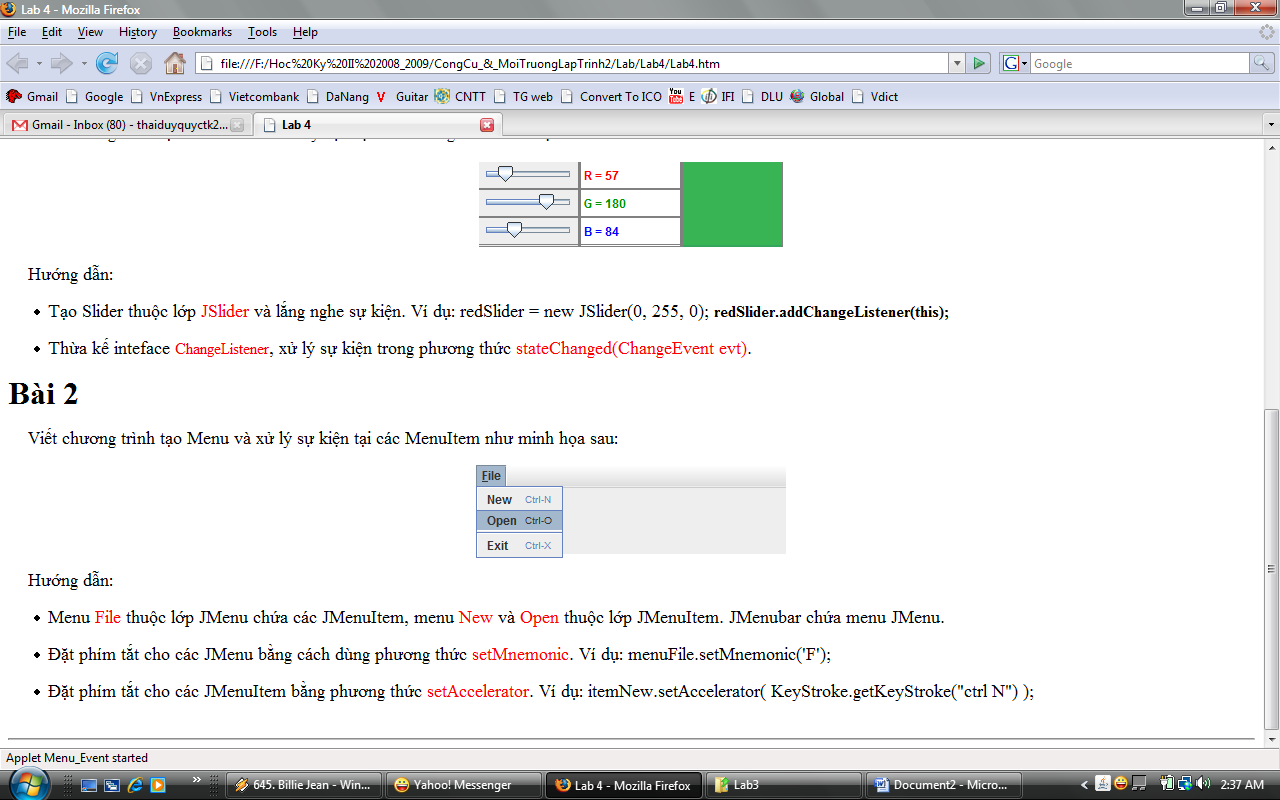 Lab 4 - Mozilla Firefox
File Edit View History Bookmarks Tools Help
file:///F:/Hoc%20Ky%20II%202008_2009/CongCu_&_MoiTruongLapTrinh2/Lab/Lab4/Lab4.htm
G Google
Gmail Google VnExpress Vietcombank DaNang Guitar CNTT TG web Convert To ICO You Tube E IFI DLU Global Vdict
Gmail - Inbox (80) - thaiduyquyctk2... Lab 4
R = 57
G = 180
B = 84
Hướng dẫn:
Tạo Slider thuộc lớp JSlider và lắng nghe sự kiện. Ví dụ: redSlider = new JSlider(0, 255, 0); redSlider.addChangeListener(this);
Thừa kế inteface ChangeListener, xử lý sự kiện trong phương thức stateChanged(ChangeEvent evt).
Bài 2
Viết chương trình tạo Menu và xử lý sự kiện tại các MenuItem như minh họa sau:
File
New Ctrl-N
Open Ctrl-O
Exit Ctrl-X
Hướng dẫn:
Menu File thuộc lớp JMenu chứa các JMenuItem, menu New và Open thuộc lớp JMenuItem. JMenubar chứa menu JMenu.
Đặt phím tắt cho các JMenu bằng cách dùng phương thức setMnemonic. Ví dụ: menuFile.setMnemonic('F');
Đặt phím tắt cho các JMenuItem bằng phương thức setAccelerator. Ví dụ: itemNew.setAccelerator( KeyStroke.getKeyStroke("ctrl N") );
Applet Menu_Event started
645. Billie Jean - Win... Yahoo! Messenger Lab 4 - Mozilla Firefox Lab3 Document2 - Micro... 2:37 AM